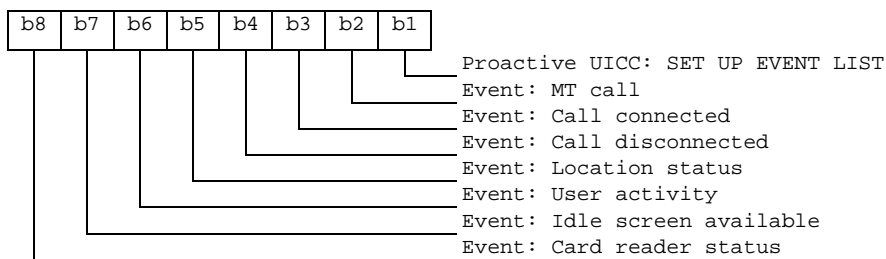 b8 b7 b6 b5 b4 b3 b2 b1
Proactive UICC: SET UP EVENT LIST
Event: MT call
Event: Call connected
Event: Call disconnected
Event: Location status
Event: User activity
Event: Idle screen available
Event: Card reader status